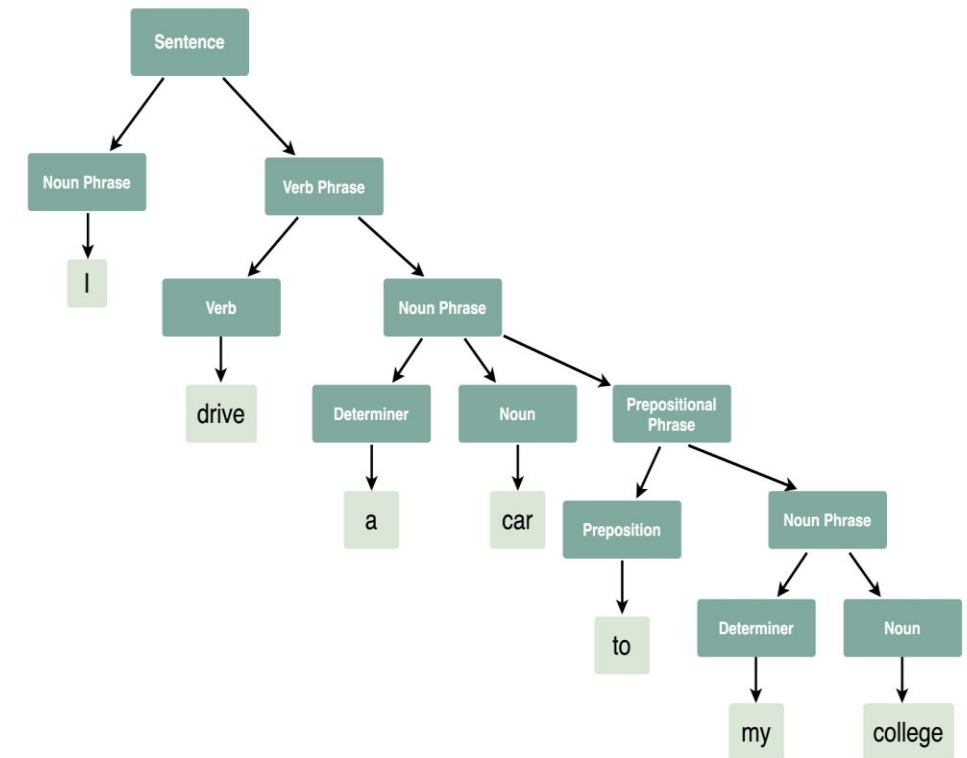 Sentence
Noun Phrase
Verb Phrase
I
Verb
Noun Phrase
drive
Determiner
Noun
Prepositional
Phrase
a
car
Preposition
Noun Phrase
to
Determiner
Noun
my
college